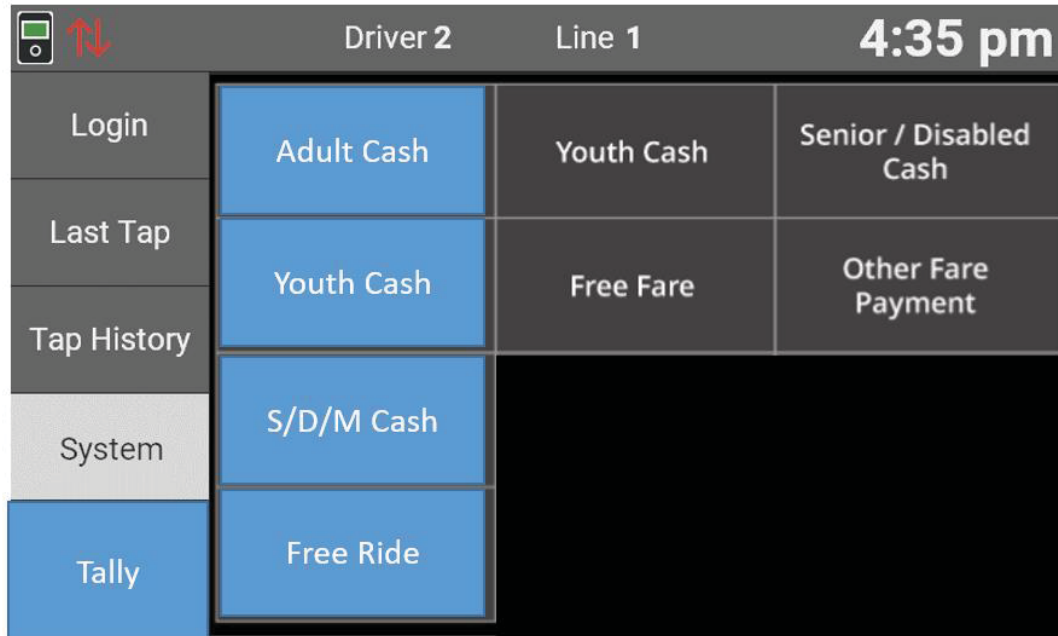 Driver 2 Line 1 4:35 pm
Login
Last Tap
Tap History
System
Tally
Adult Cash
Youth Cash
Senior / Disabled
Cash
Youth Cash
Free Fare
Other Fare
Payment
S/D/M Cash
Free Ride